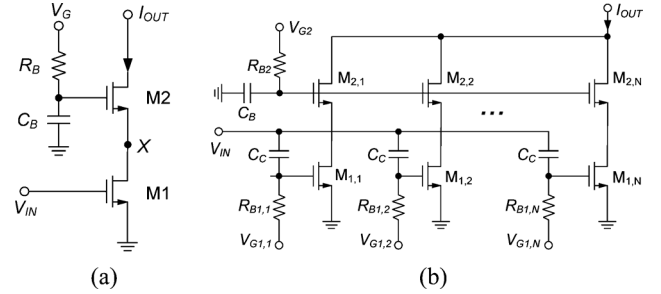 V_G
I_OUT
R_B
M2
C_B
X
V_IN
M1
(a)
I_OUT
V_G2
R_B2
M_2,1
M_2,2
M_2,N
C_B
...
V_IN
C_C
C_C
C_C
M_1,1
M_1,2
M_1,N
R_B1,1
R_B1,2
R_B1,N
V_G1,1
V_G1,2
V_G1,N
(b)